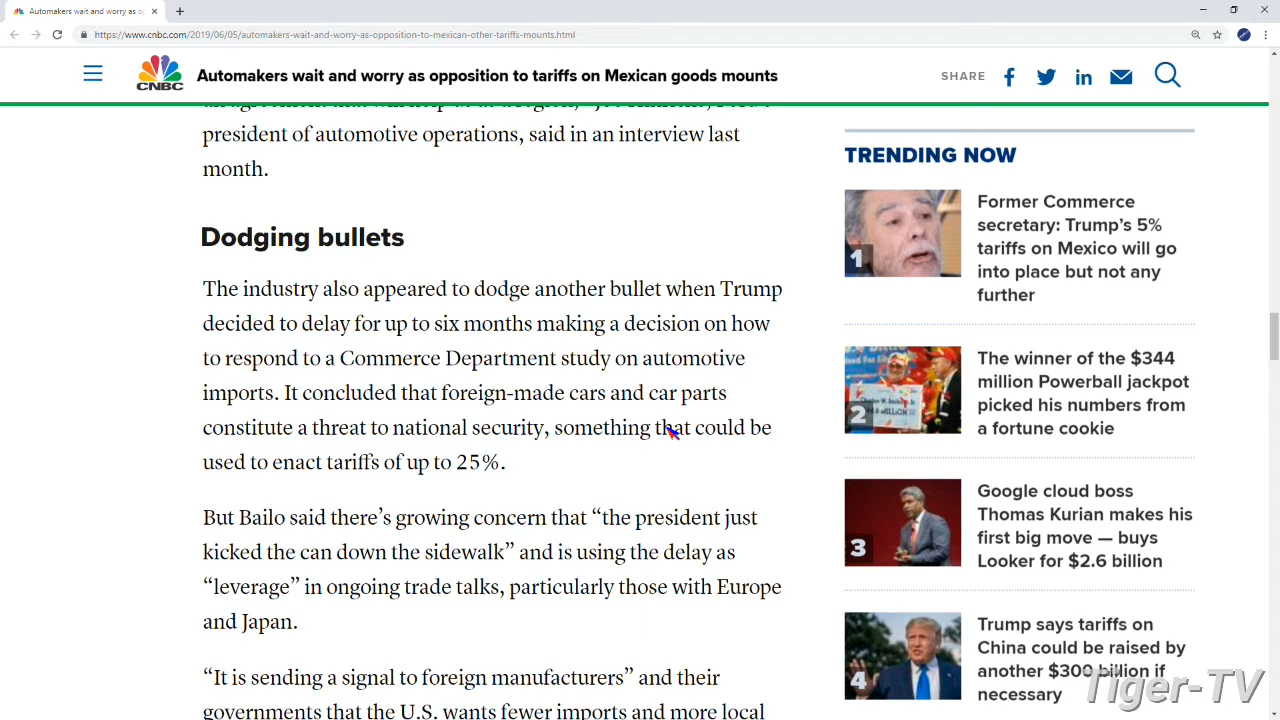 Automakers wait and worry as o
https://www.cnbc.com/2019/06/05/automakers-wait-and-worry-as-opposition-to-mexican-other-tariffs-mounts.html
CNBC
Automakers wait and worry as opposition to tariffs on Mexican goods mounts
SHARE
president of automotive operations, said in an interview last
month.
Dodging bullets
The industry also appeared to dodge another bullet when Trump
decided to delay for up to six months making a decision on how
to respond to a Commerce Department study on automotive
imports. It concluded that foreign-made cars and car parts
constitute a threat to national security, something that could be
used to enact tariffs of up to 25%.
But Bailo said there’s growing concern that “the president just
kicked the can down the sidewalk” and is using the delay as
“leverage” in ongoing trade talks, particularly those with Europe
and Japan.
“It is sending a signal to foreign manufacturers” and their
governments that the U.S. wants fewer imports and more local
TRENDING NOW
1
Former Commerce
secretary: Trump’s 5%
tariffs on Mexico will go
into place but not any
further
2
The winner of the $344
million Powerball jackpot
picked his numbers from
a fortune cookie
3
Google cloud boss
Thomas Kurian makes his
first big move — buys
Looker for $2.6 billion
4
Trump says tariffs on
China could be raised by
another $300 billion if
necessary
Tiger-TV